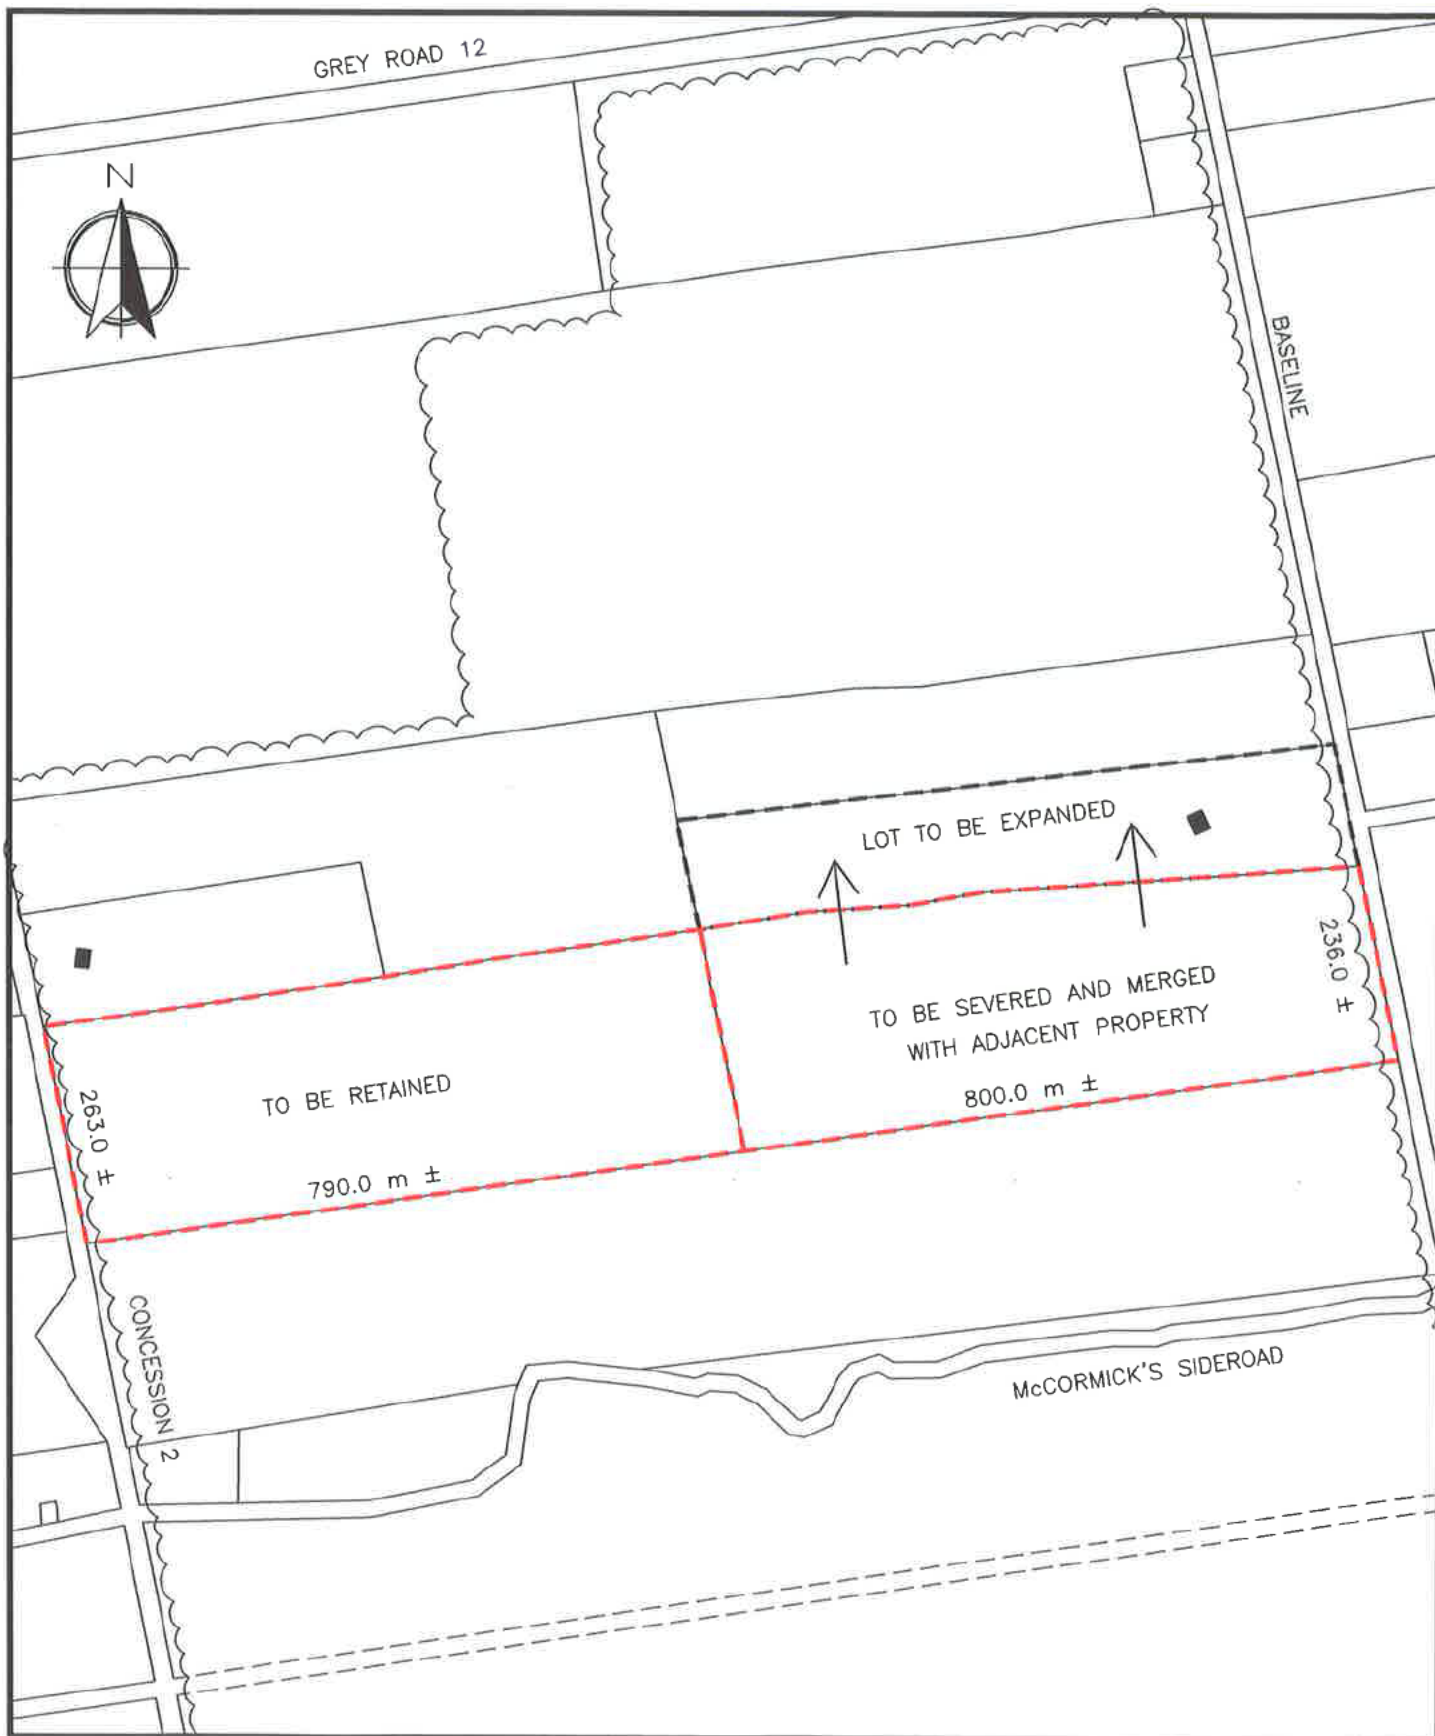 GREY ROAD 12
N
BASELINE
LOT TO BE EXPANDED
236.0 ±
TO BE SEVERED AND MERGED
WITH ADJACENT PROPERTY
800.0 m ±
TO BE RETAINED
263.0 ±
790.0 m ±
CONCESSION 2
McCORMICK'S SIDEROAD